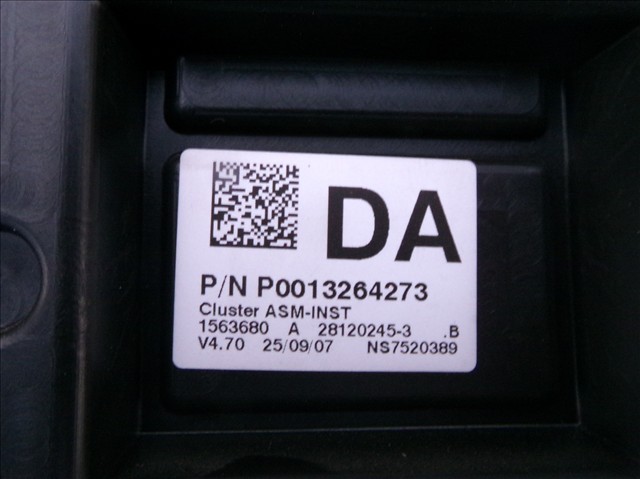 DA
P/N P0013264273
Cluster ASM-INST
1563680 A 28120245-3 .B
V4.70 25/09/07 NS7520389